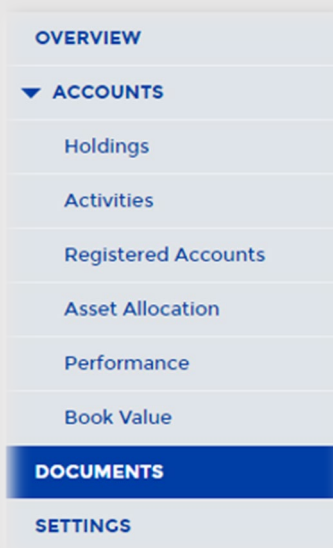 OVERVIEW
ACCOUNTS
Holdings
Activities
Registered Accounts
Asset Allocation
Performance
Book Value
DOCUMENTS
SETTINGS